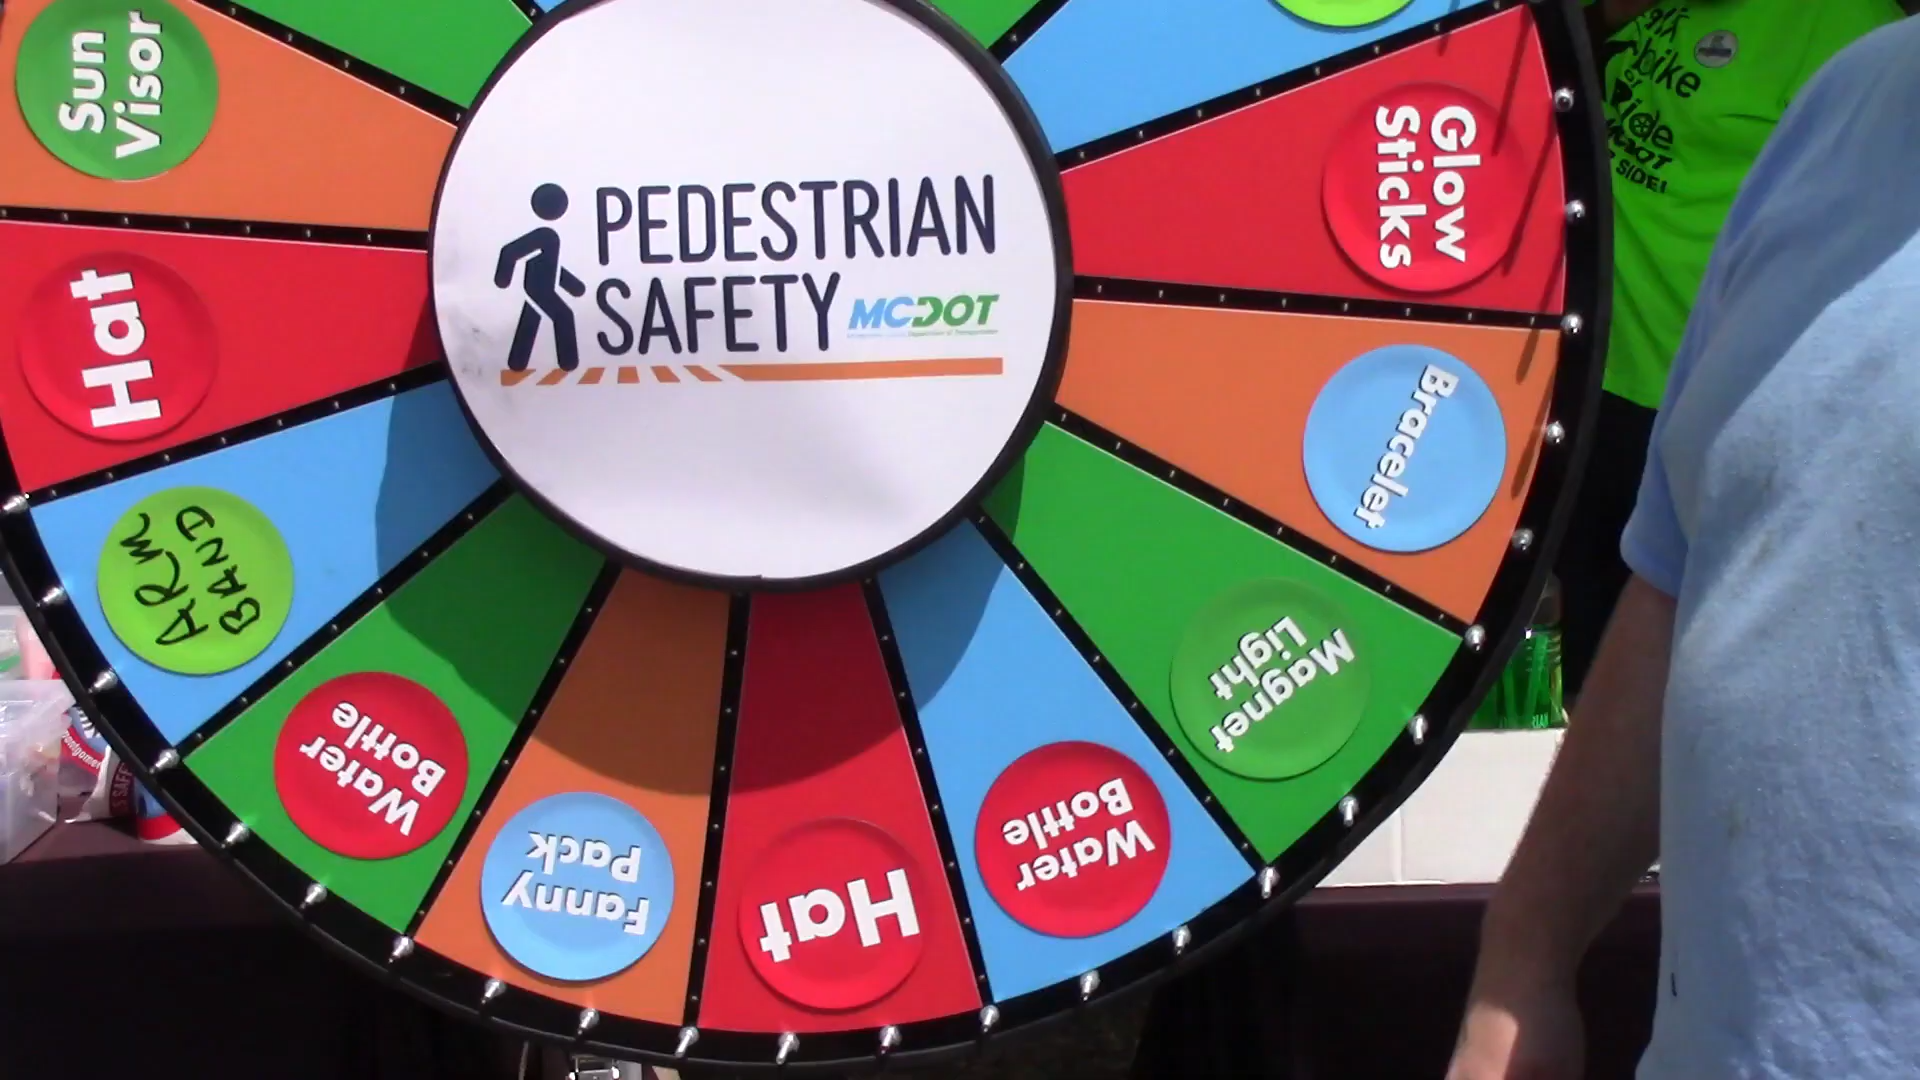 Sun
Visor
Hat
ARM
BAND
Water
Bottle
Fanny
Pack
Hat
Water
Bottle
Magnet
Light
Bracelet
Glow
Sticks
PEDESTRIAN
SAFETY
MCDOT
bike
SIDE!